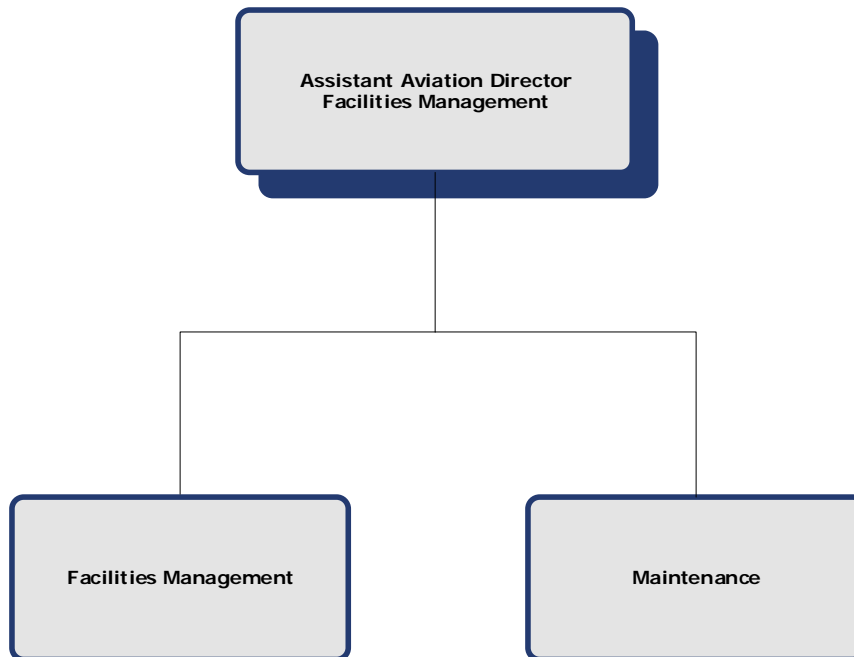 Assistant Aviation Director
Facilities Management
Facilities Management
Maintenance